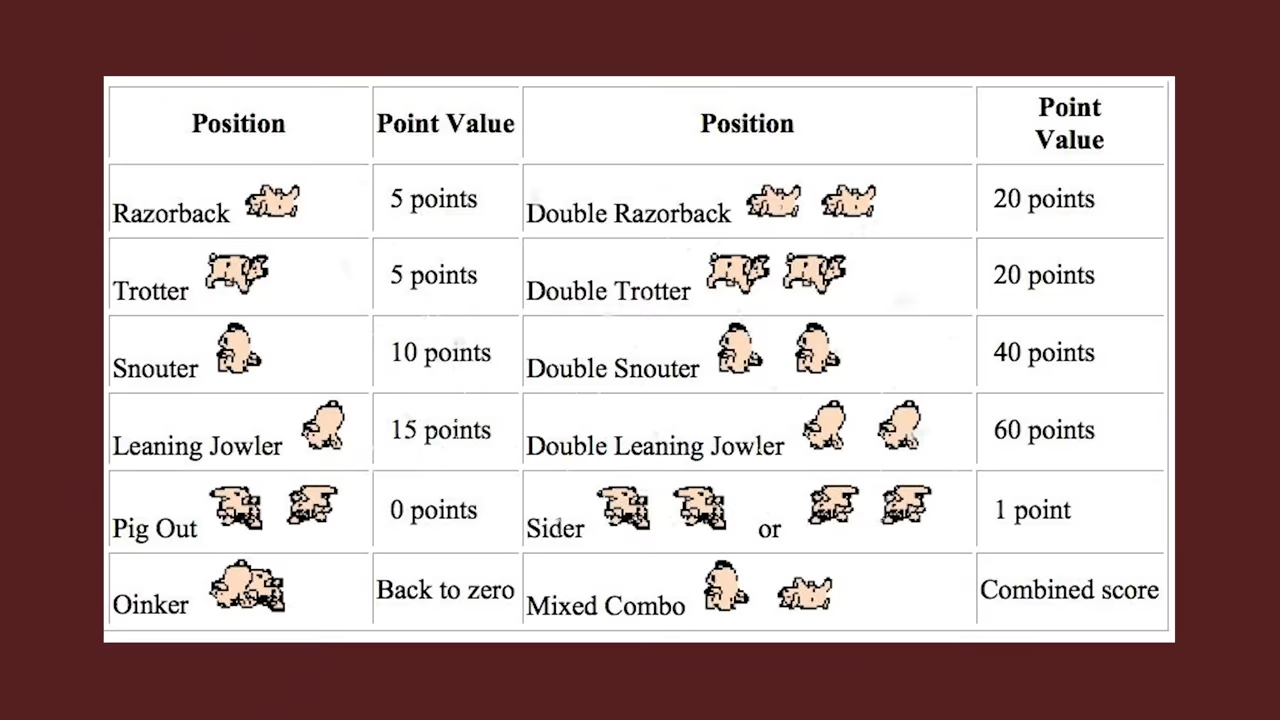 Position Point Value Position Point
Value
Razorback 5 points Double Razorback 20 points
Trotter 5 points Double Trotter 20 points
Snouter 10 points Double Snouter 40 points
Leaning Jowler 15 points Double Leaning Jowler 60 points
Pig Out 0 points Sider or 1 point
Oinker Back to zero Mixed Combo Combined score